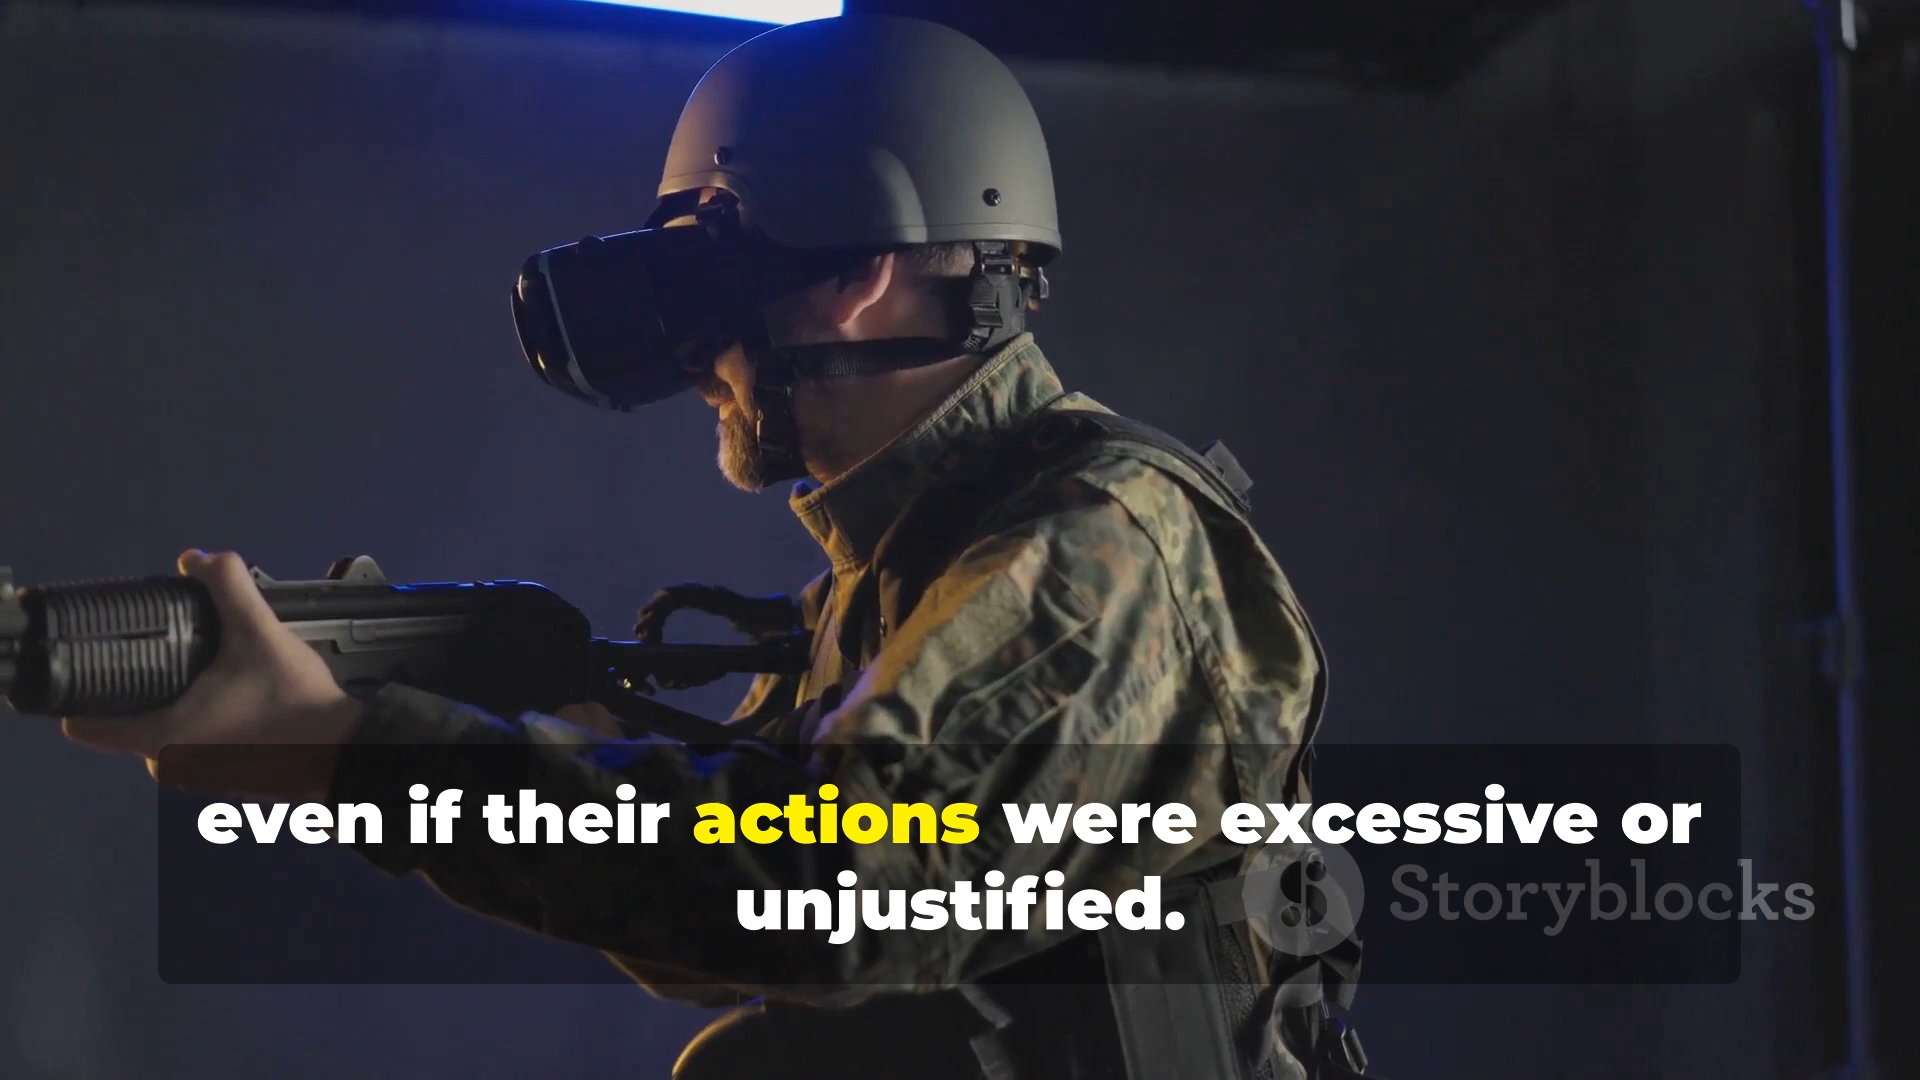 even if their actions were excessive or
unjustified.
Storyblocks